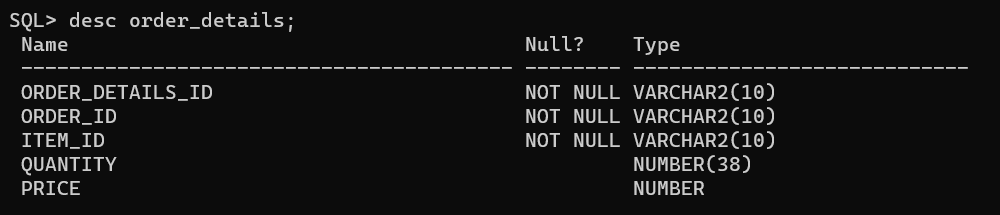 SQL> desc order_details;
Name Null? Type
----------------------------------------- -------- ----------------------------
ORDER_DETAILS_ID NOT NULL VARCHAR2(10)
ORDER_ID NOT NULL VARCHAR2(10)
ITEM_ID NOT NULL VARCHAR2(10)
QUANTITY NUMBER(38)
PRICE NUMBER